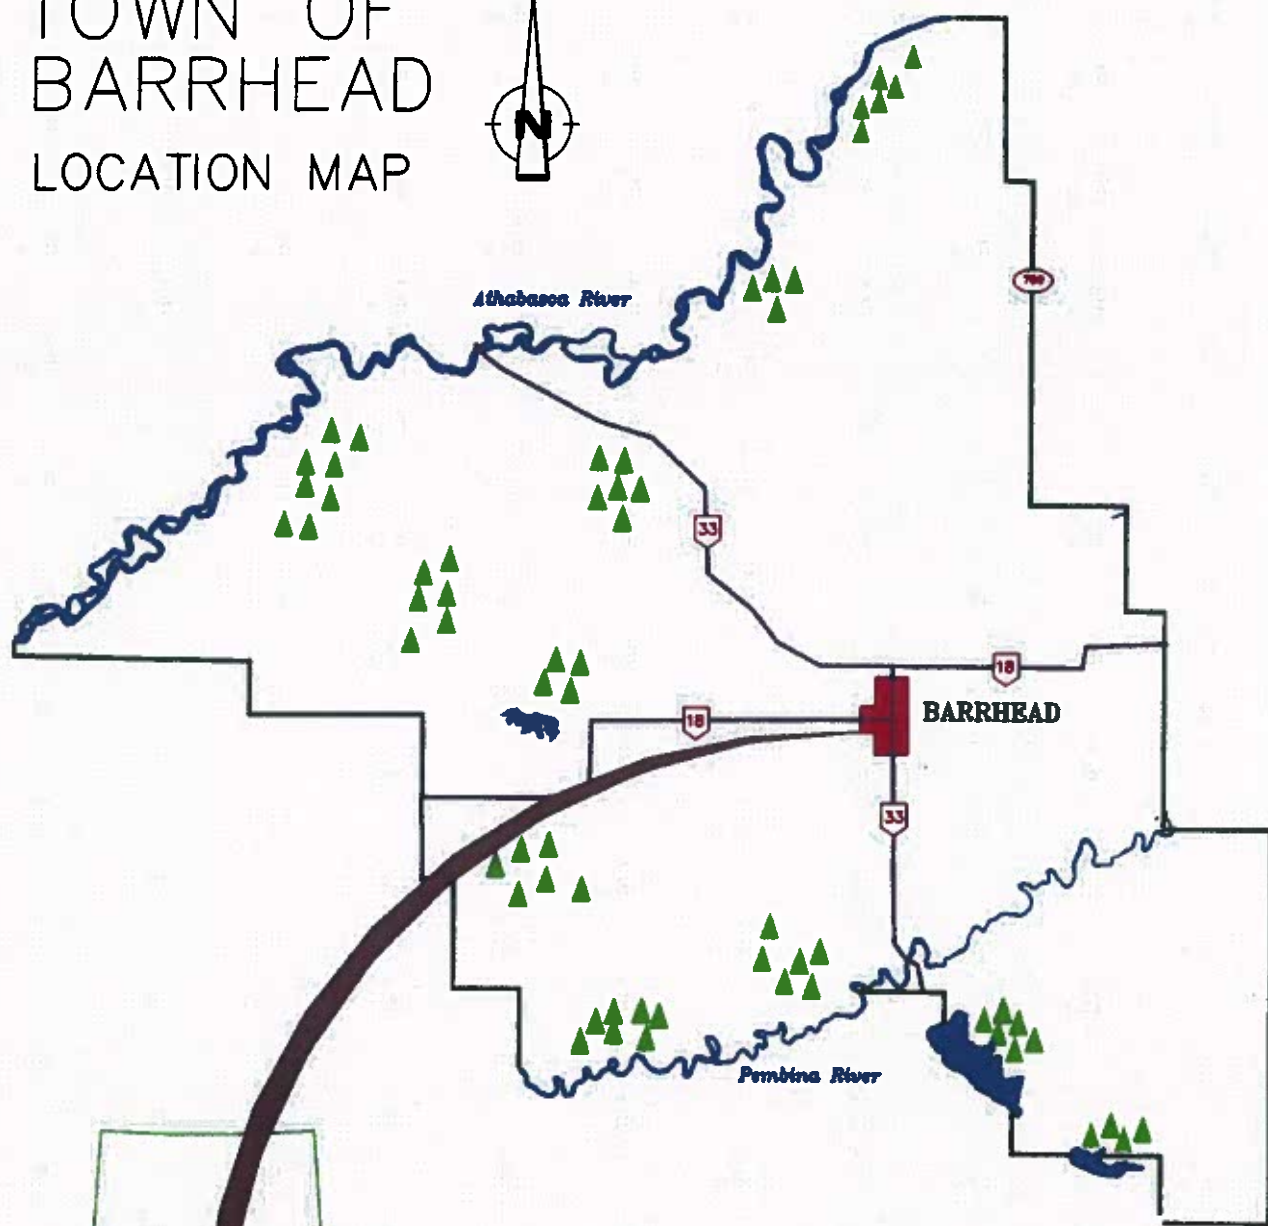 TOWN OF
BARRHEAD
LOCATION MAP
N
Athabasca River
33
18
BARRHEAD
18
33
Pembina River